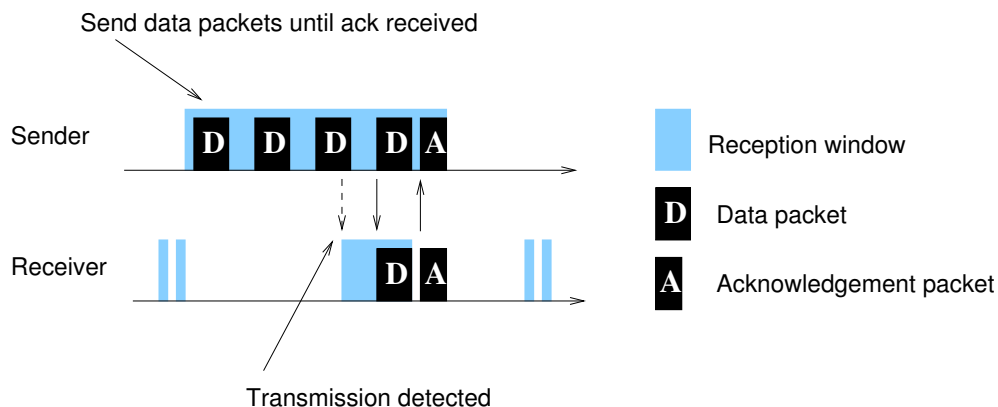 Send data packets until ack received
Sender
D D D D A
Reception window
D Data packet
Receiver
D A
A Acknowledgement packet
Transmission detected